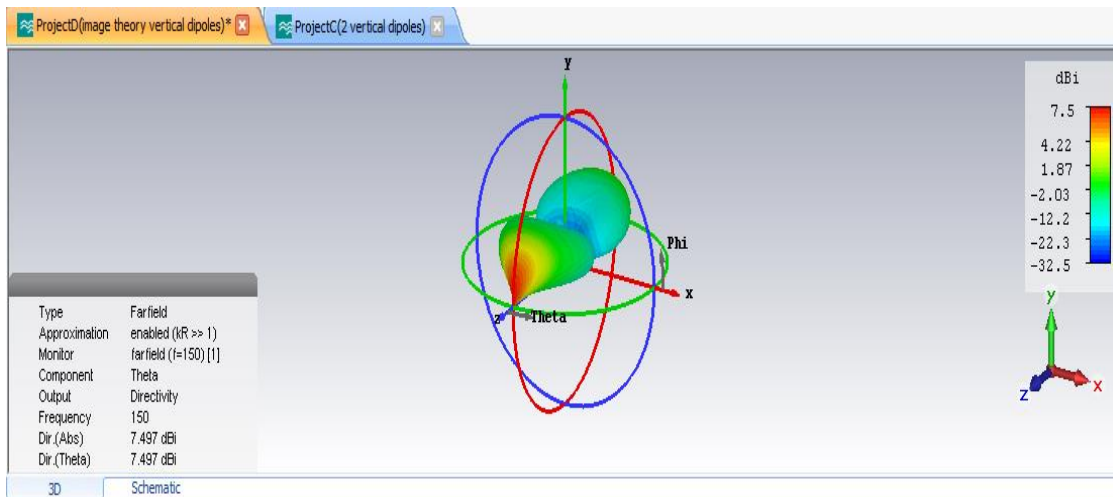 ProjectD(image theory vertical dipoles)* ProjectC(2 vertical dipoles)
y
dBi
7.5
4.22
1.87
-2.03
-12.2
-22.3
-32.5
Phi
x
z Theta
Type Farfield
Approximation enabled (kR >> 1)
Monitor farfield (f=150) [1]
Component Theta
Output Directivity
Frequency 150
Dir.(Abs) 7.497 dBi
Dir.(Theta) 7.497 dBi
y
z x
3D Schematic